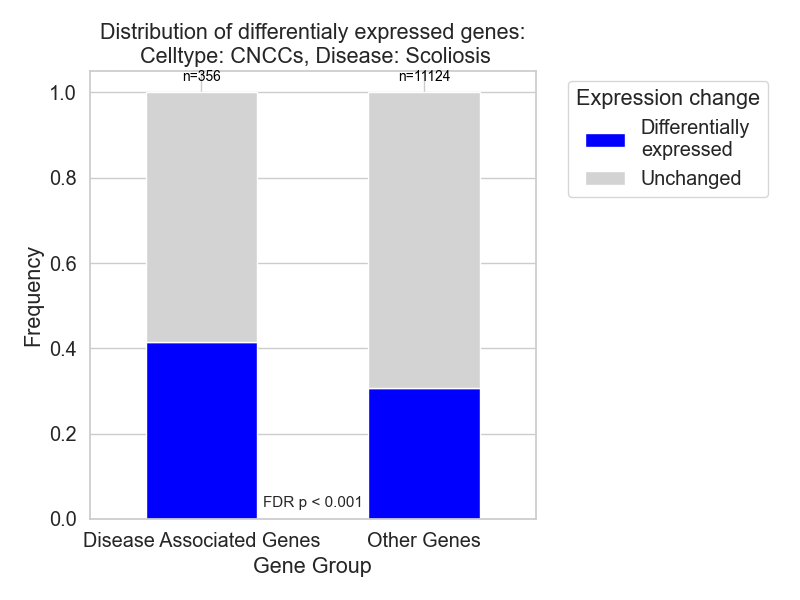 Distribution of differentialy expressed genes:
Celltype: CNCCs, Disease: Scoliosis
n=356
n=11124
Expression change
Differentially
expressed
Unchanged
1.0
0.8
0.6
0.4
0.2
0.0
Frequency
FDR p < 0.001
Disease Associated Genes
Other Genes
Gene Group